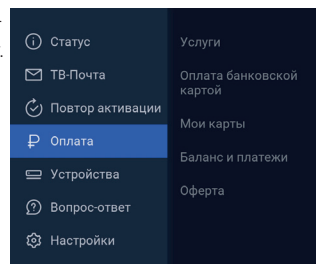 Статус
ТВ-Почта
Повтор активации
Оплата
Устройства
Вопрос-ответ
Настройки
Услуги
Оплата банковской
картой
Мои карты
Баланс и платежи
Оферта